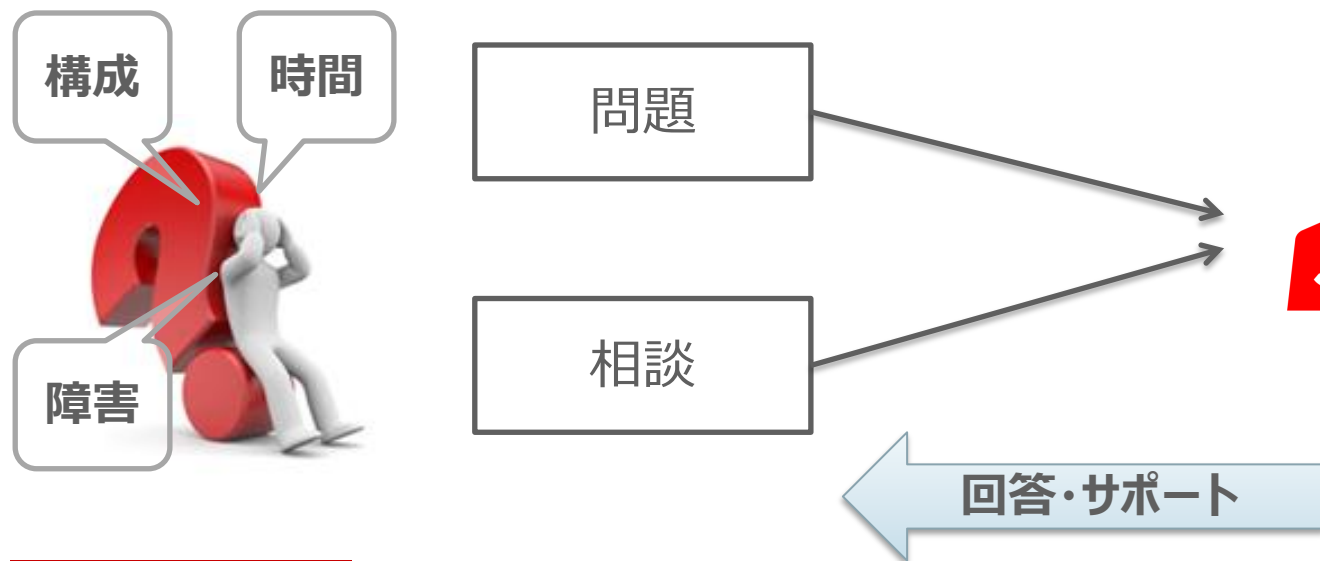 構成
時間
問題
障害
相談
回答・サポート